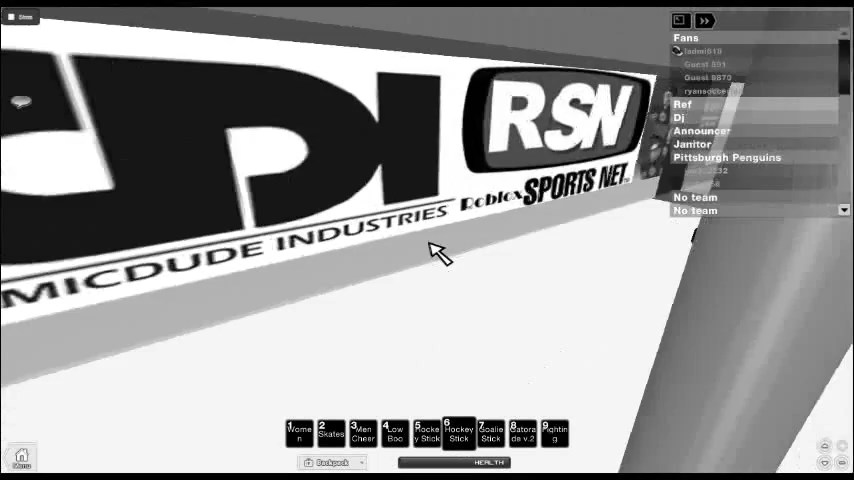 Fans
Guest 891
Guest 9870
Ref
Dj
Announcer
Janitor
Pittsburgh Penguins
No team
No team
CDI
RSN
Roblox SPORTS NET
MICDUDE INDUSTRIES
1 Women
2 Skates
3 Men Cheer
4 Low Boo
5 Hockey Stick
6 Hockey Stick
7 Goalie Stick
8 Gatorade v.2
9 Fighting
Menu
Backpack
HEALTH